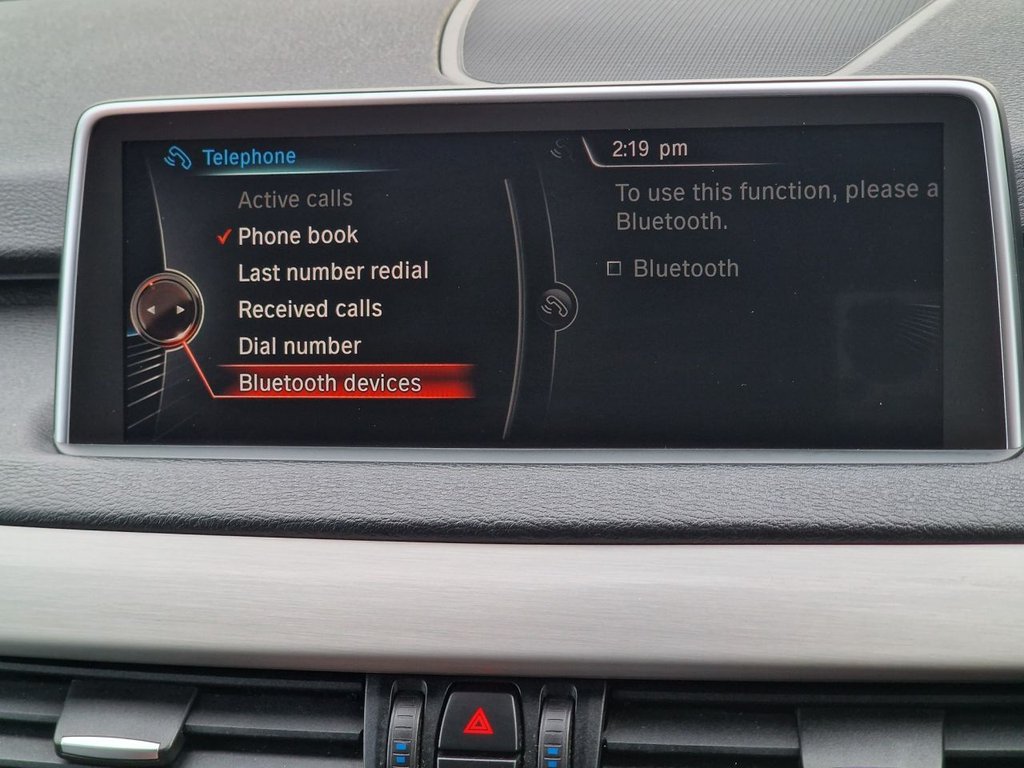 Telephone
Active calls
Phone book
Last number redial
Received calls
Dial number
Bluetooth devices
2:19 pm
To use this function, please a
Bluetooth.
Bluetooth